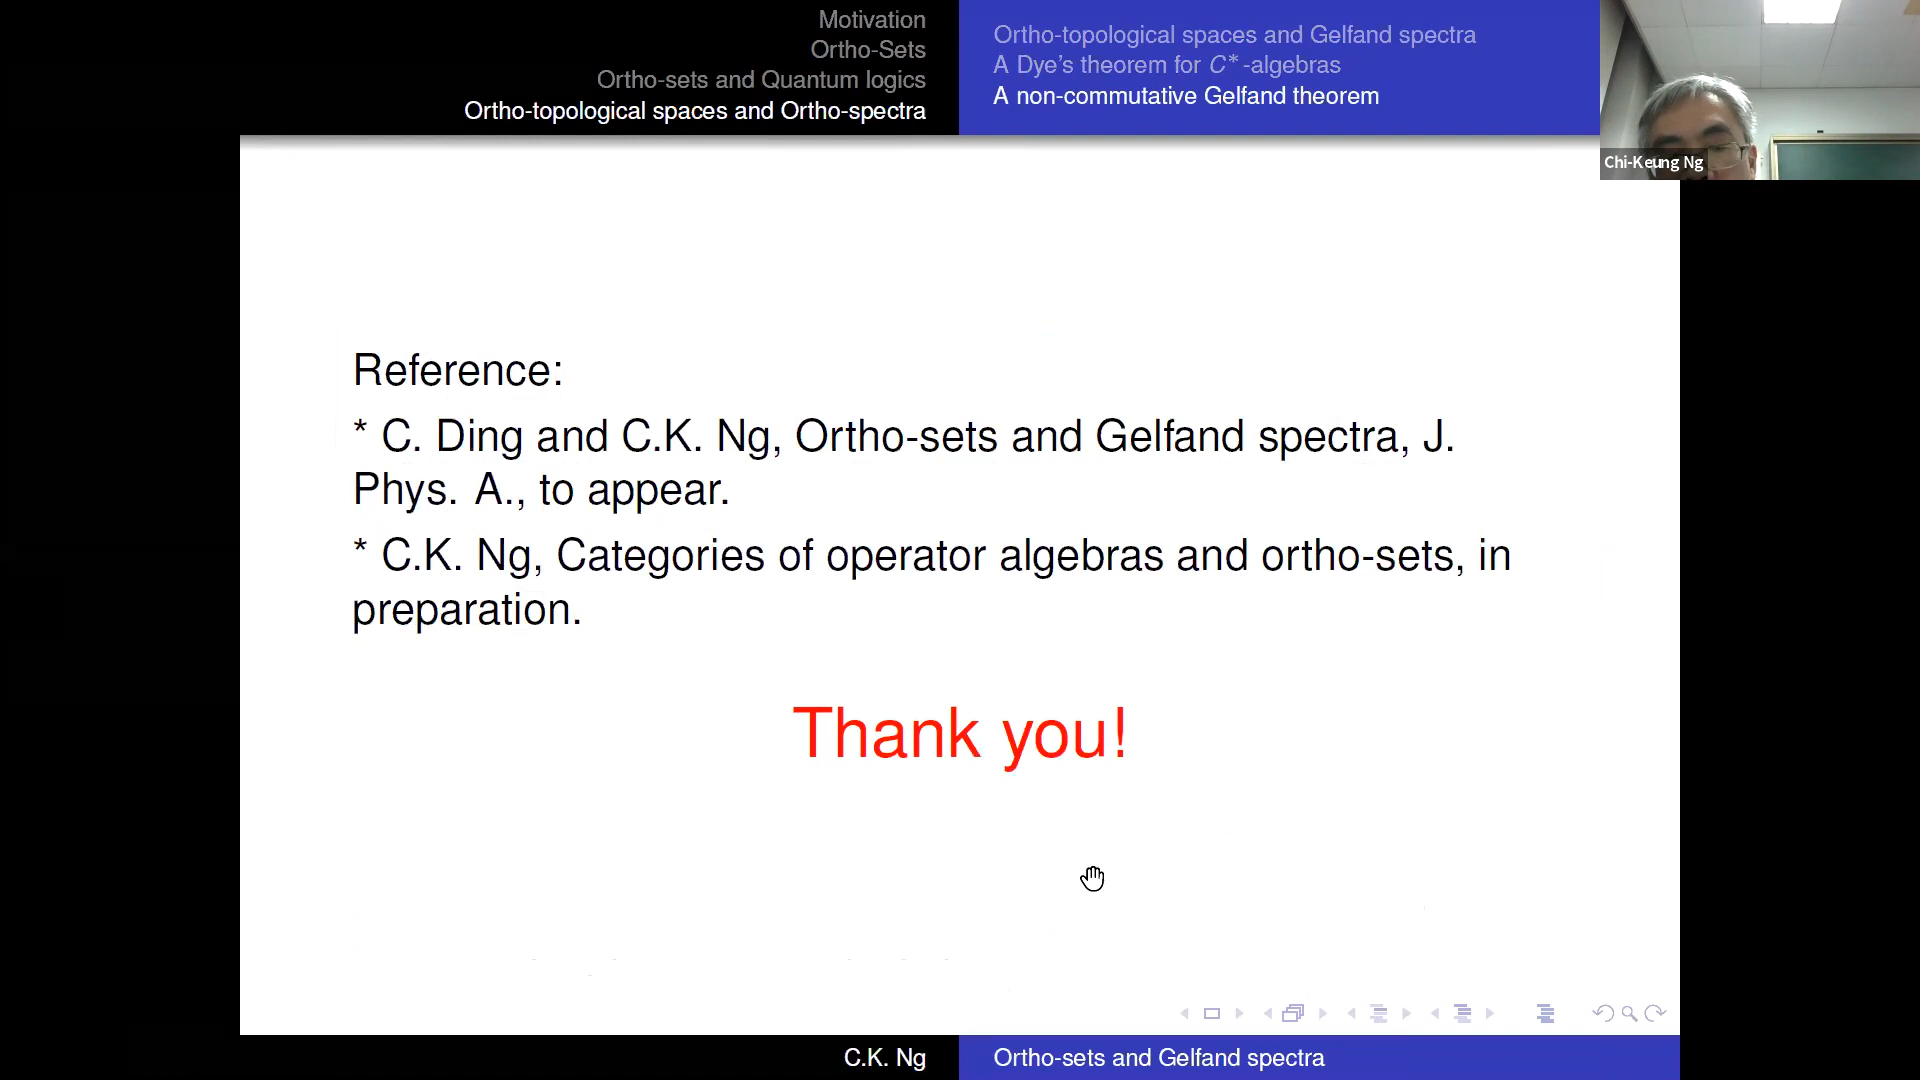 Motivation
Ortho-Sets
Ortho-sets and Quantum logics
Ortho-topological spaces and Ortho-spectra
Ortho-topological spaces and Gelfand spectra
A Dye's theorem for C*-algebras
A non-commutative Gelfand theorem
Chi-Keung Ng
Reference:
* C. Ding and C.K. Ng, Ortho-sets and Gelfand spectra, J.
Phys. A., to appear.
* C.K. Ng, Categories of operator algebras and ortho-sets, in
preparation.
Thank you!
C.K. Ng
Ortho-sets and Gelfand spectra